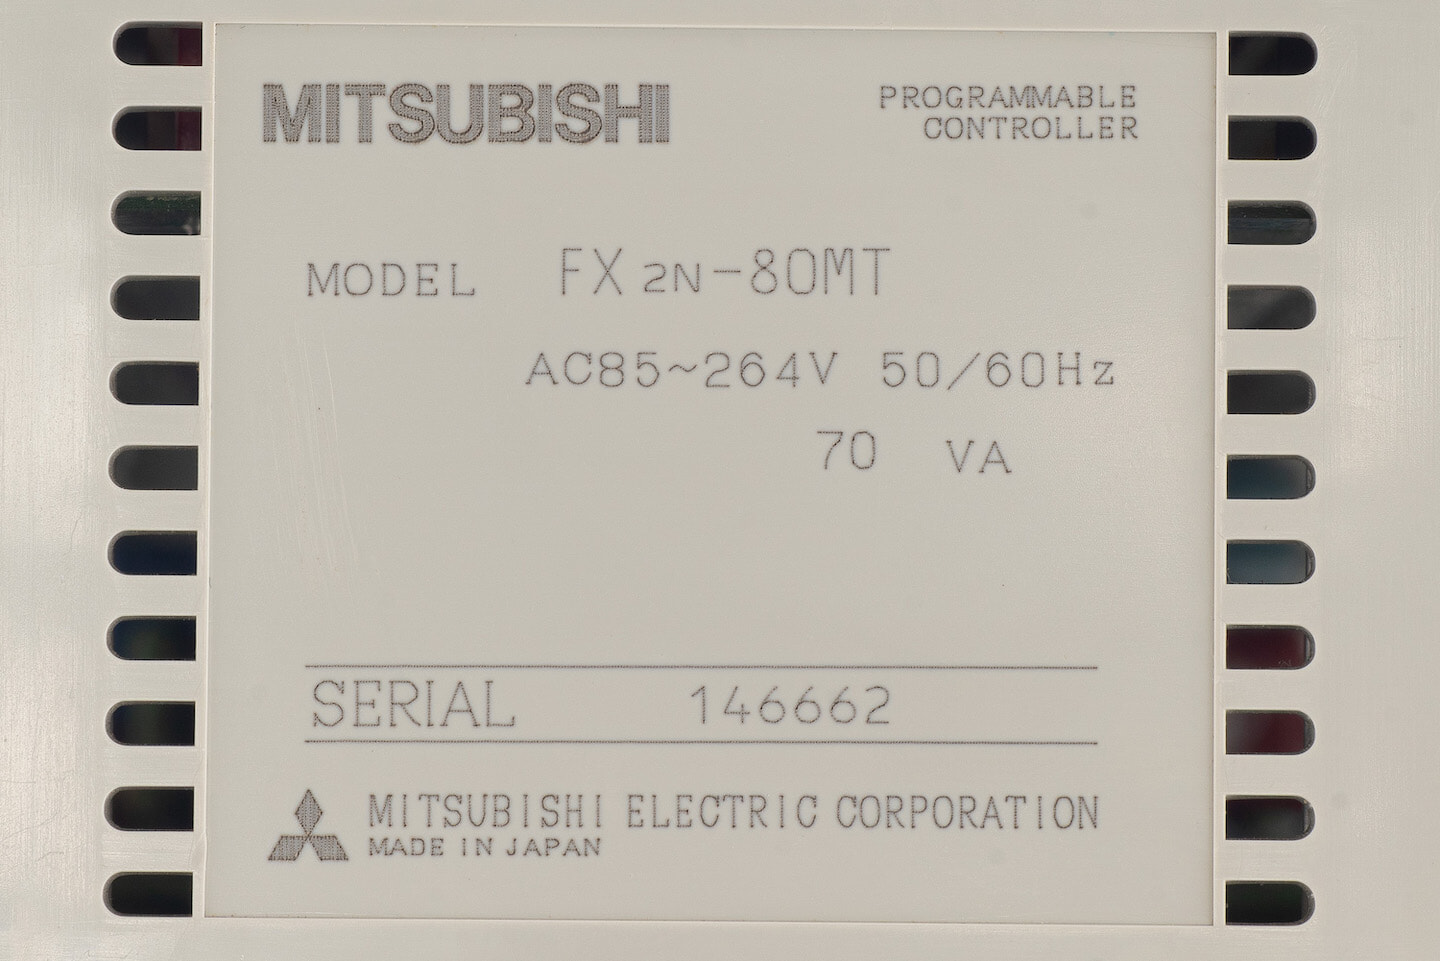 MITSUBISHI
PROGRAMMABLE
CONTROLLER
MODEL FX2N-80MT
AC85~264V 50/60Hz
70 VA
SERIAL 146662
MITSUBISHI ELECTRIC CORPORATION
MADE IN JAPAN